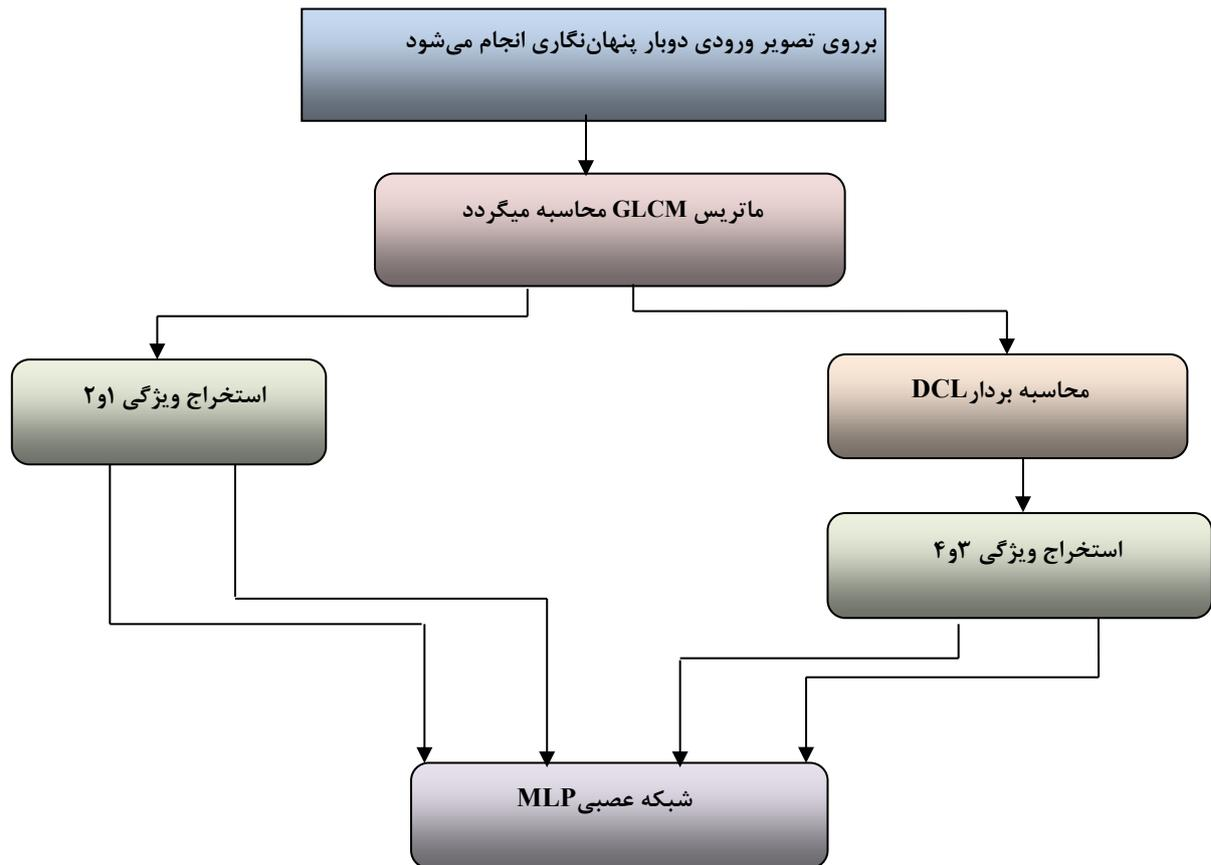 برروی تصویر ورودی دوبار پنهان‌نگاری انجام می‌شود
ماتریس GLCM محاسبه میگردد
محاسبه بردارDCL
استخراج ویژگی ۱و۲
استخراج ویژگی ۳و۴
شبکه عصبیMLP